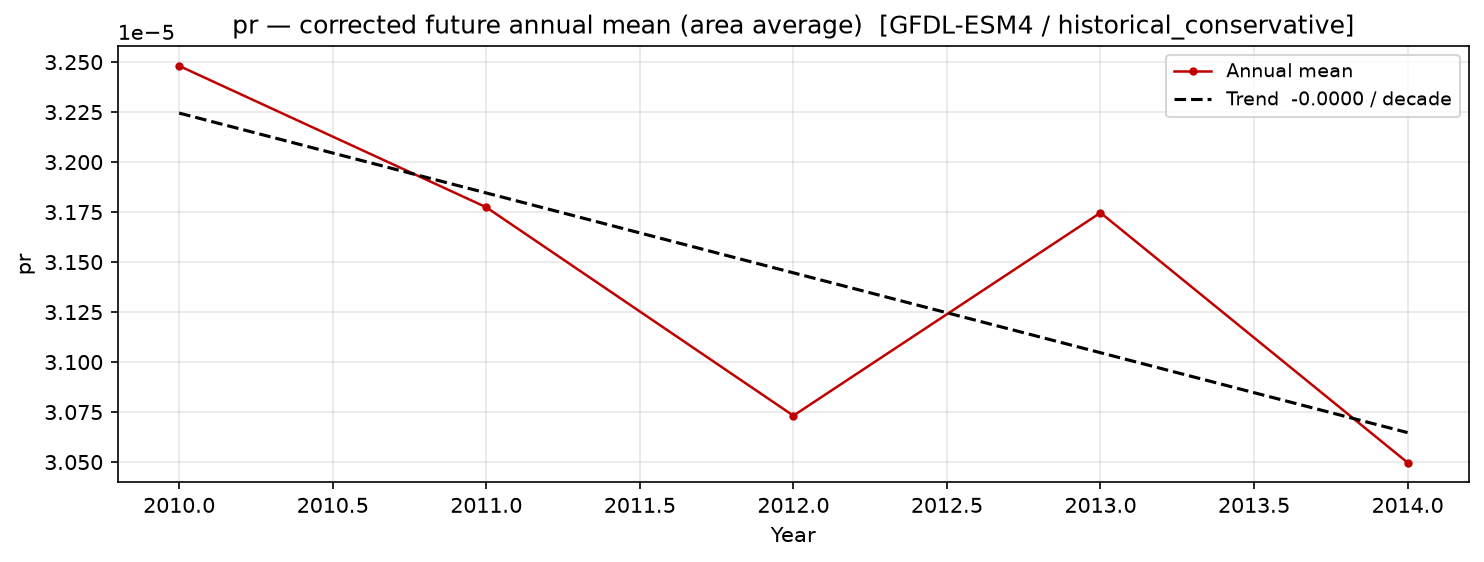 pr — corrected future annual mean (area average)  [GFDL-ESM4 / historical_conservative]
1e−5
3.250
3.225
3.200
3.175
3.150
3.125
3.100
3.075
3.050
pr
Annual mean
Trend  -0.0000 / decade
2010.0 2010.5 2011.0 2011.5 2012.0 2012.5 2013.0 2013.5 2014.0
Year